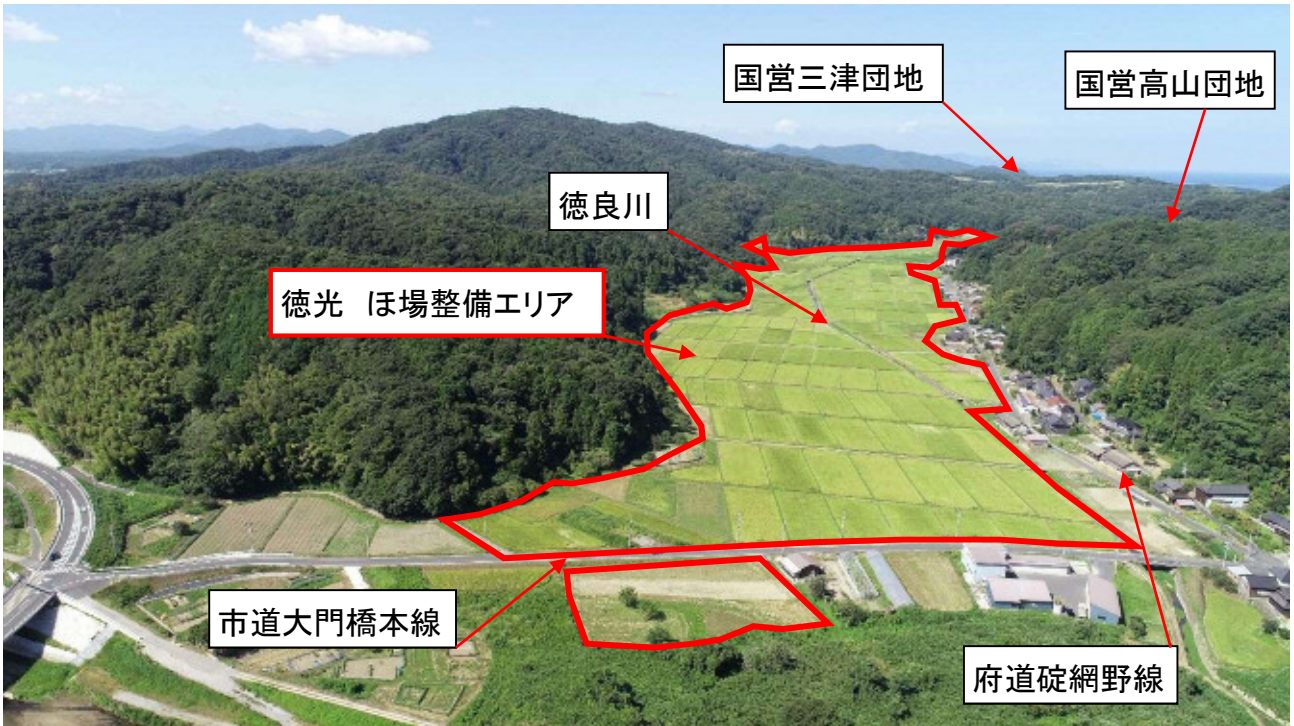 国営三津団地
国営高山団地
徳良川
徳光　ほ場整備エリア
市道大門橋本線
府道碇網野線